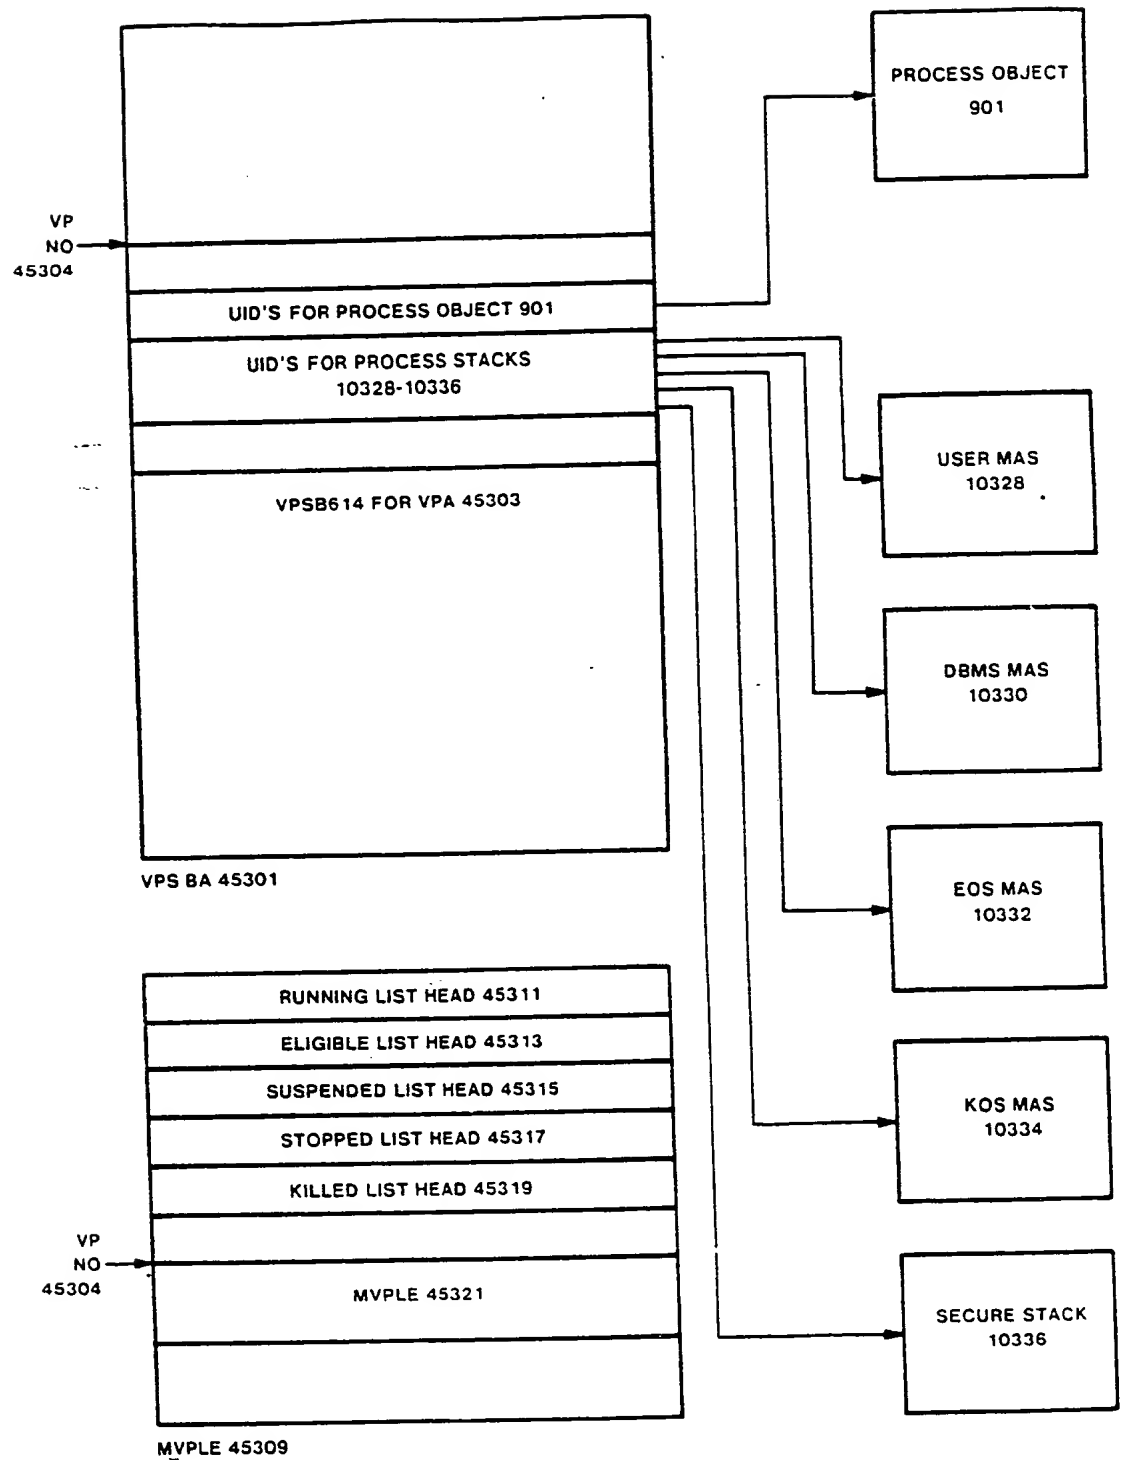 PROCESS OBJECT
901
VP
NO
45304
UID'S FOR PROCESS OBJECT 901
UID'S FOR PROCESS STACKS
10328-10336
VPSB614 FOR VPA 45303
USER MAS
10328
DBMS MAS
10330
EOS MAS
10332
KOS MAS
10334
SECURE STACK
10336
VPS BA 45301
RUNNING LIST HEAD 45311
ELIGIBLE LIST HEAD 45313
SUSPENDED LIST HEAD 45315
STOPPED LIST HEAD 45317
KILLED LIST HEAD 45319
VP
NO
45304
MVPLE 45321
MVPLE 45309